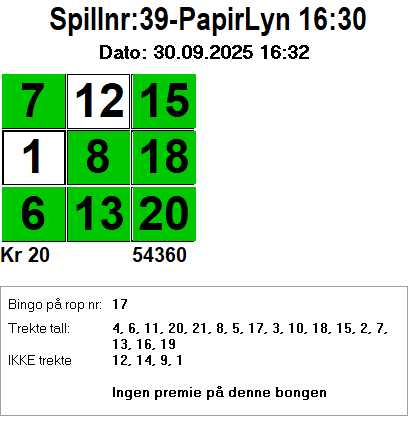 Spillnr:39-PapirLyn 16:30
Dato: 30.09.2025 16:32
7 12 15
1 8 18
6 13 20
Kr 20 54360
Bingo på rop nr: 17
Trekte tall: 4, 6, 11, 20, 21, 8, 5, 17, 3, 10, 18, 15, 2, 7,
13, 16, 19
IKKE trekte 12, 14, 9, 1
Ingen premie på denne bongen